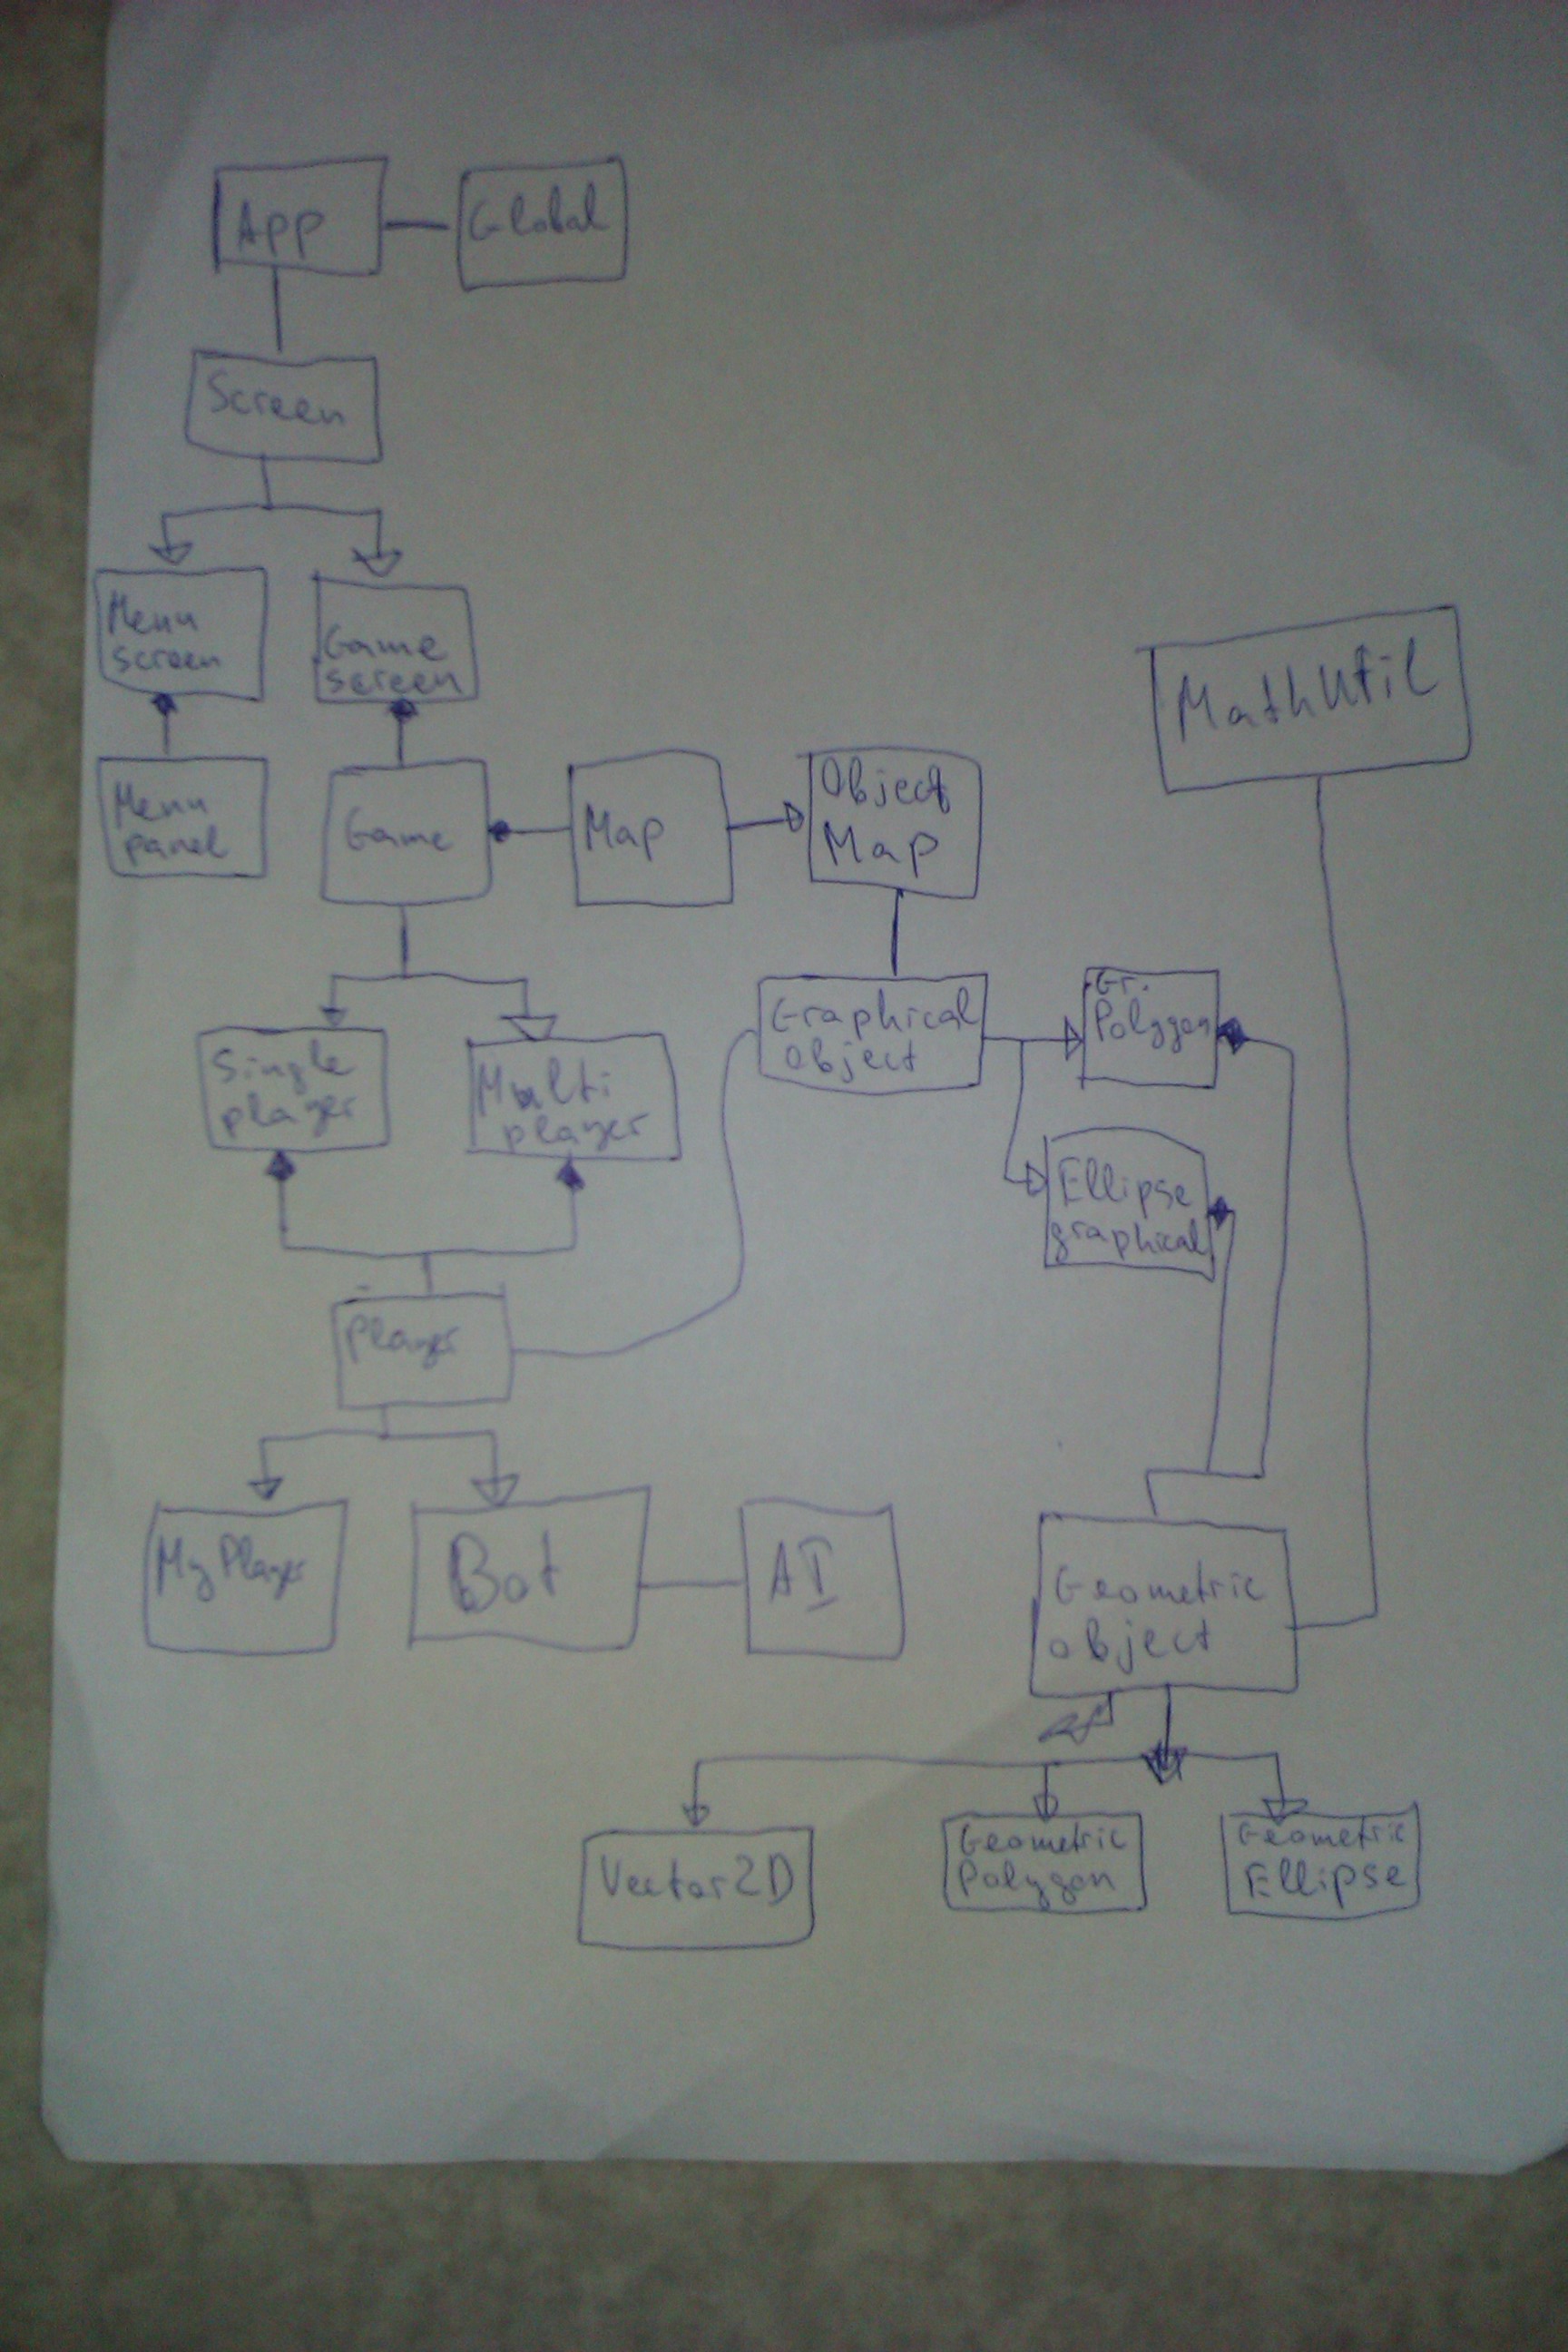 App
Global
Screen
Menu
screen
Game
screen
MathUtil
Menu
panel
Game
Map
Object
Map
Graphical
Object
Gr.
Polygon
Single
player
Multi
player
Ellipse
graphical
Player
MyPlayer
Bot
AI
Geometric
object
Vector2D
Geometric
Polygon
Geometric
Ellipse